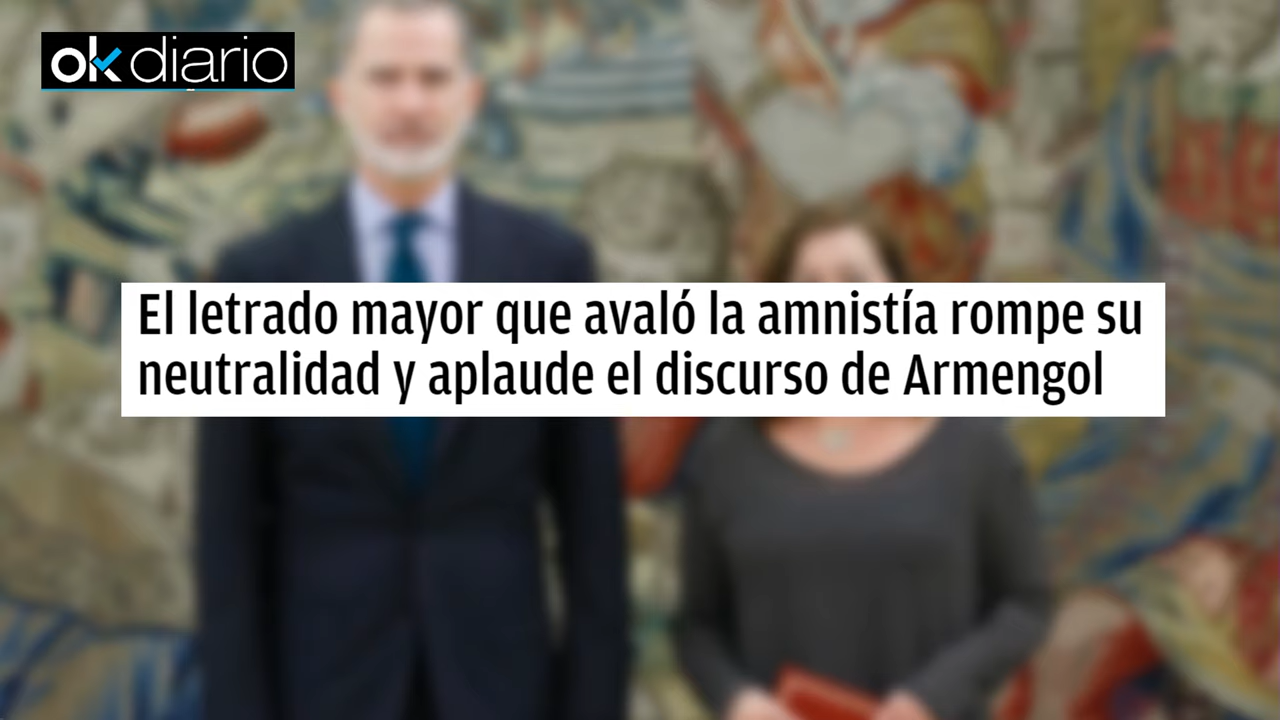 okdiario
El letrado mayor que avaló la amnistía rompe su
neutralidad y aplaude el discurso de Armengol